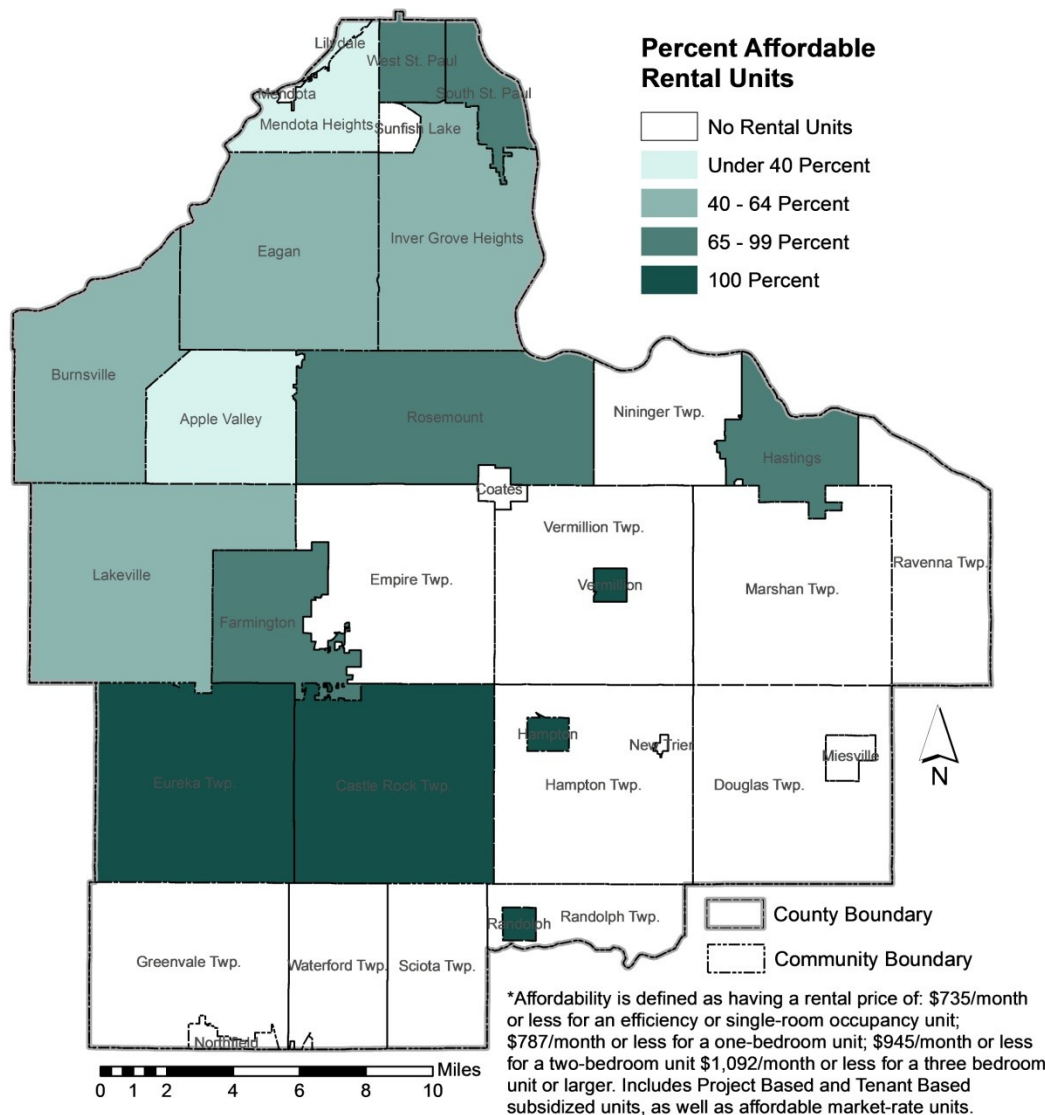 Percent Affordable
Rental Units
No Rental Units
Under 40 Percent
40 - 64 Percent
65 - 99 Percent
100 Percent
Lilydale
West St. Paul
Mendota
South St. Paul
Mendota Heights
Sunfish Lake
Eagan
Inver Grove Heights
Burnsville
Apple Valley
Rosemount
Nininger Twp.
Hastings
Coates
Vermillion Twp.
Lakeville
Empire Twp.
Vermillion
Marshan Twp.
Ravenna Twp.
Farmington
Hampton
New Trier
Miesville
Eureka Twp.
Castle Rock Twp.
Hampton Twp.
Douglas Twp.
N
Randolph
Randolph Twp.
Greenvale Twp.
Waterford Twp.
Sciota Twp.
Northfield
County Boundary
Community Boundary
*Affordability is defined as having a rental price of: $735/month
or less for an efficiency or single-room occupancy unit;
$787/month or less for a one-bedroom unit; $945/month or less
for a two-bedroom unit $1,092/month or less for a three bedroom
unit or larger. Includes Project Based and Tenant Based
subsidized units, as well as affordable market-rate units.
Miles
0 2 4 6 8 10